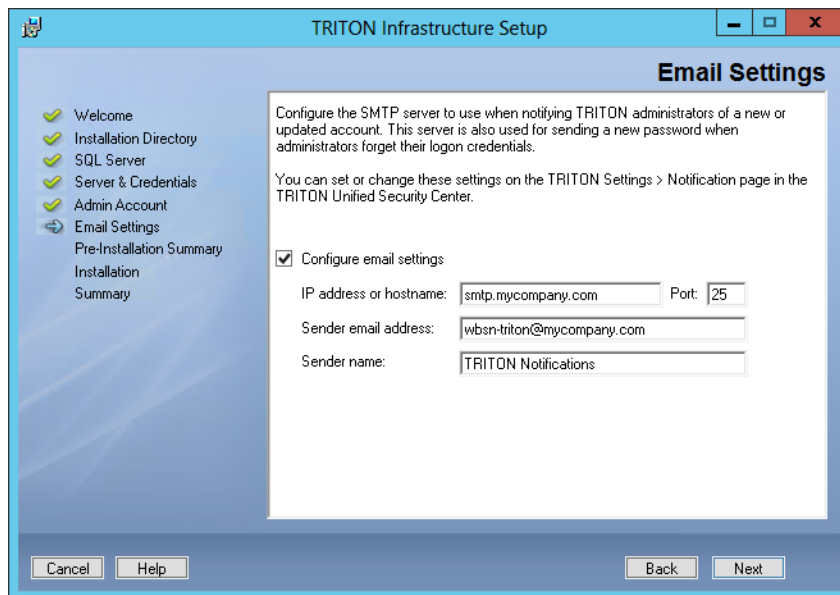 TRITON Infrastructure Setup
Email Settings
Welcome
Installation Directory
SQL Server
Server & Credentials
Admin Account
Email Settings
Pre-Installation Summary
Installation
Summary
Configure the SMTP server to use when notifying TRITON administrators of a new or
updated account. This server is also used for sending a new password when
administrators forget their logon credentials.
You can set or change these settings on the TRITON Settings > Notification page in the
TRITON Unified Security Center.
Configure email settings
IP address or hostname: smtp.mycompany.com Port: 25
Sender email address: wbsn-triton@mycompany.com
Sender name: TRITON Notifications
Cancel Help Back Next